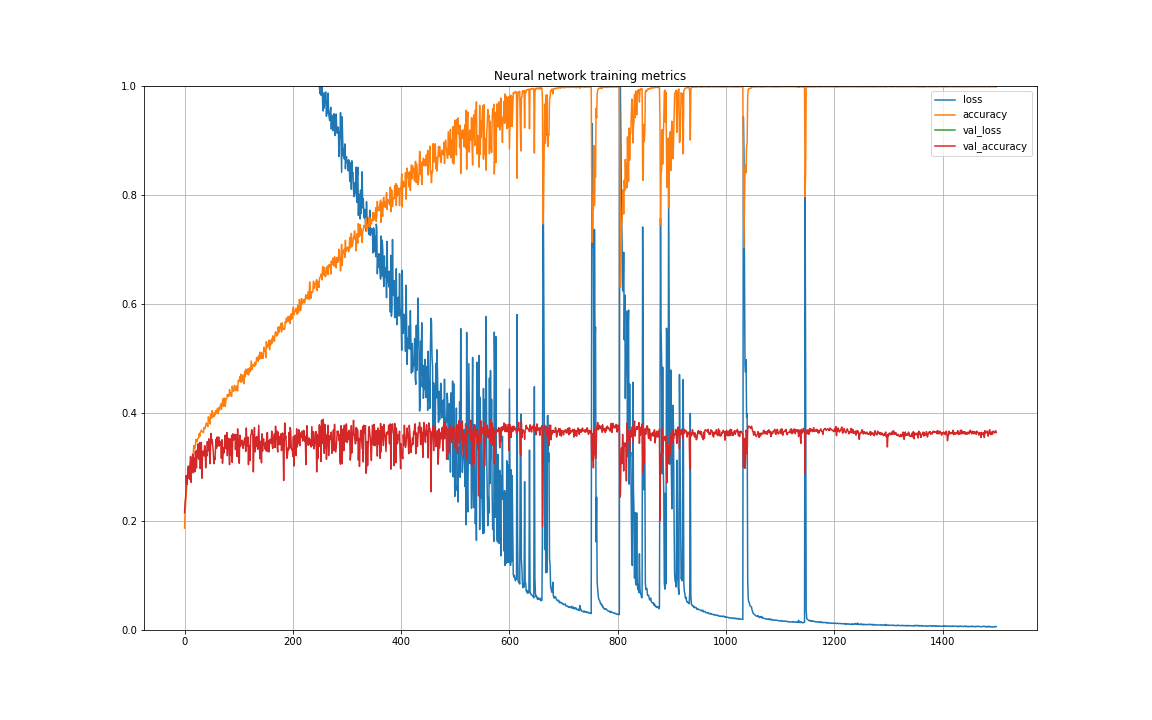 Neural network training metrics
1.0
loss
accuracy
val_loss
val_accuracy
0.8
0.6
0.4
0.2
0.0
0 200 400 600 800 1000 1200 1400